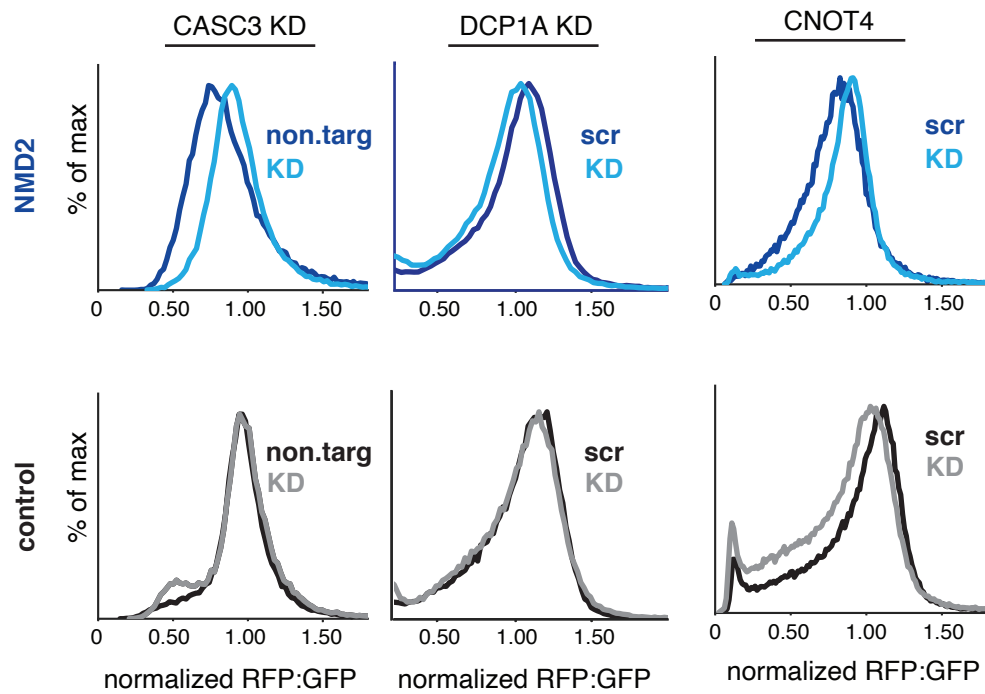 CASC3 KD
DCP1A KD
CNOT4
NMD2
% of max
non.targ
KD
scr
KD
scr
KD
0 0.50 1.00 1.50
0.50 1.00 1.50
0 0.50 1.00 1.50
control
% of max
non.targ
KD
scr
KD
scr
KD
0 0.50 1.00 1.50
0.50 1.00 1.50
0 0.50 1.00 1.50
normalized RFP:GFP
normalized RFP:GFP
normalized RFP:GFP